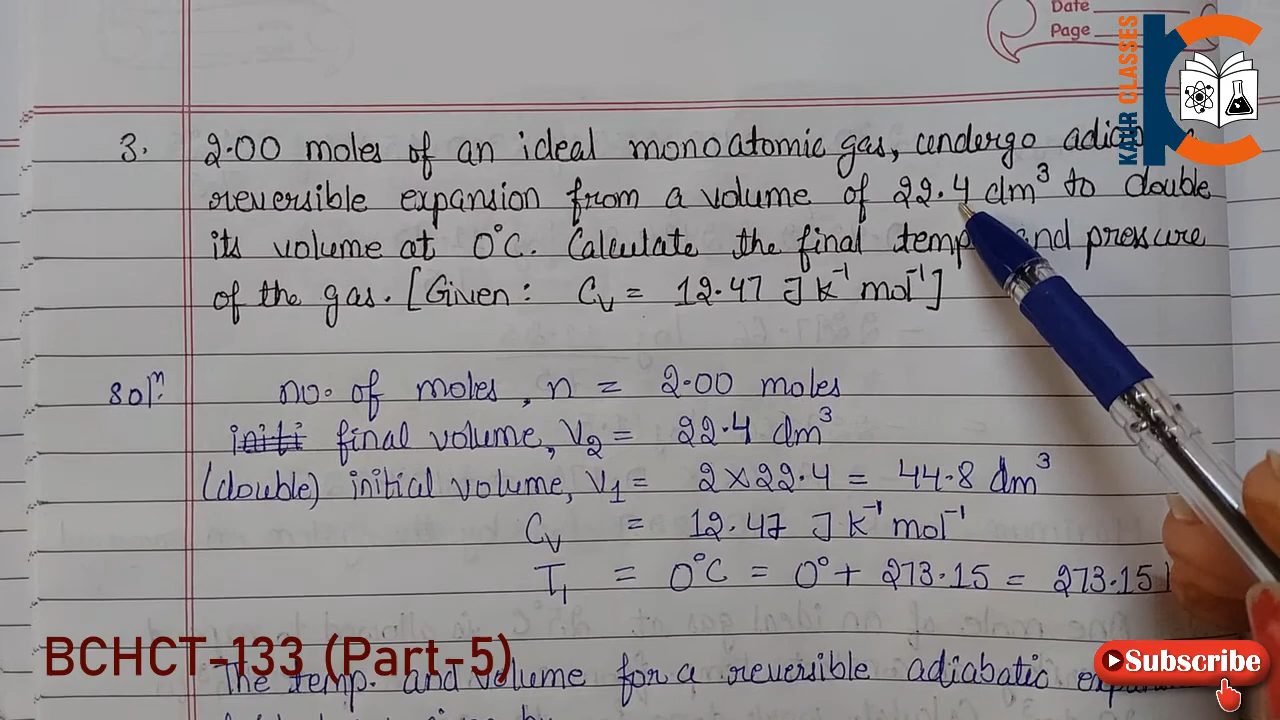 Date
Page
KAUR CLASSES
3. 2.00 moles of an ideal monoatomic gas, undergo
reversible expansion from a volume of 22.4 dm³ to double
its volume at 0°C. Calculate the final temp and pressure
of the gas. [Given: Cv = 12.47 J K⁻¹ mol⁻¹]
Solⁿ. no. of moles, n = 2.00 moles
initi final volume, V₂ = 22.4 dm³
(double) initial volume, V₁ = 2×22.4 = 44.8 dm³
Cv = 12.47 J K⁻¹ mol⁻¹
T₁ = 0°C = 0° + 273.15 = 273.15
BCHCT-133 (Part-5)
Subscribe
The temp. and volume for a reversible adiabatic